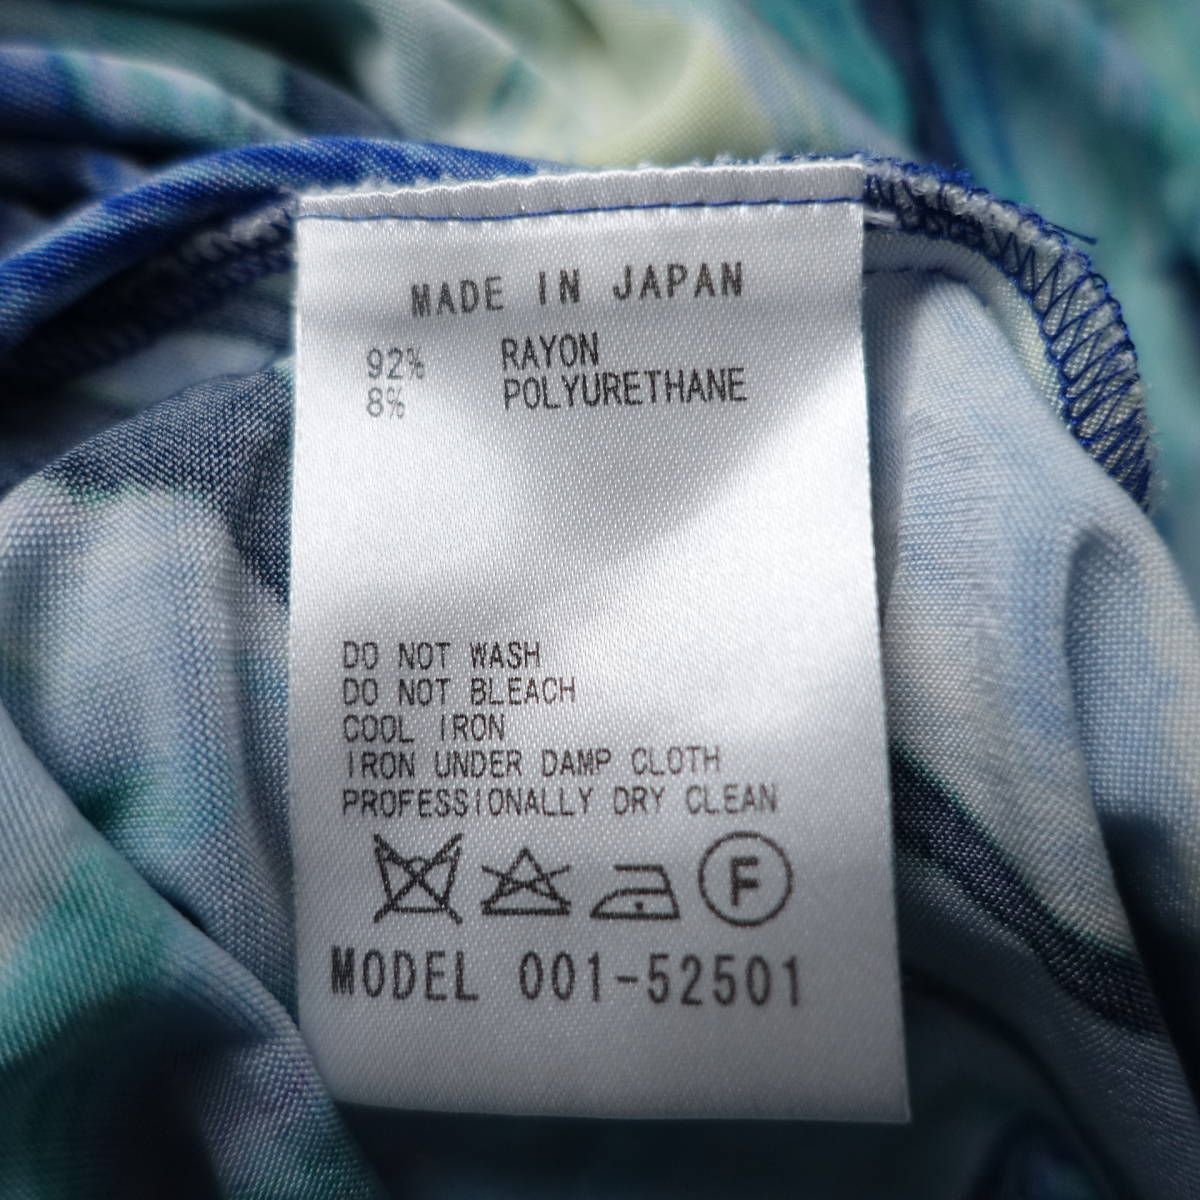 MADE IN JAPAN
92% RAYON
8% POLYURETHANE
DO NOT WASH
DO NOT BLEACH
COOL IRON
IRON UNDER DAMP CLOTH
PROFESSIONALLY DRY CLEAN
F
MODEL 001-52501